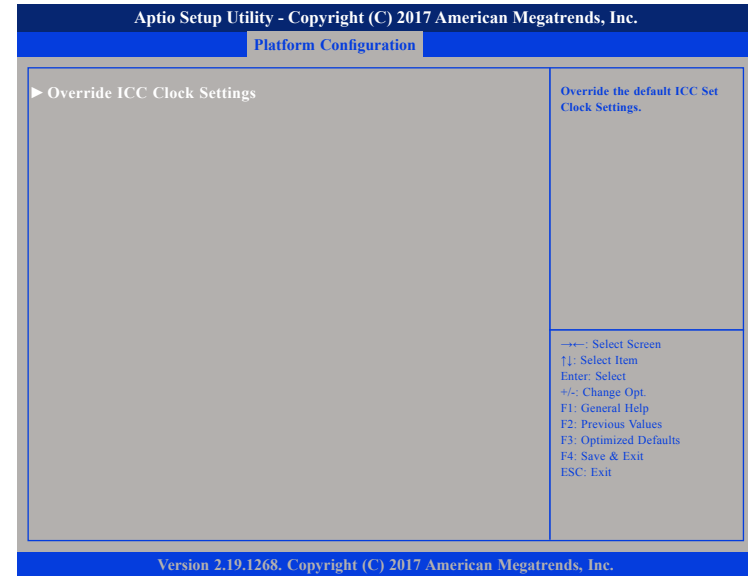 Aptio Setup Utility - Copyright (C) 2017 American Megatrends, Inc.
Platform Configuration
►Override ICC Clock Settings
Override the default ICC Set
Clock Settings.
→←: Select Screen
↑↓: Select Item
Enter: Select
+/-: Change Opt.
F1: General Help
F2: Previous Values
F3: Optimized Defaults
F4: Save & Exit
ESC: Exit
Version 2.19.1268. Copyright (C) 2017 American Megatrends, Inc.